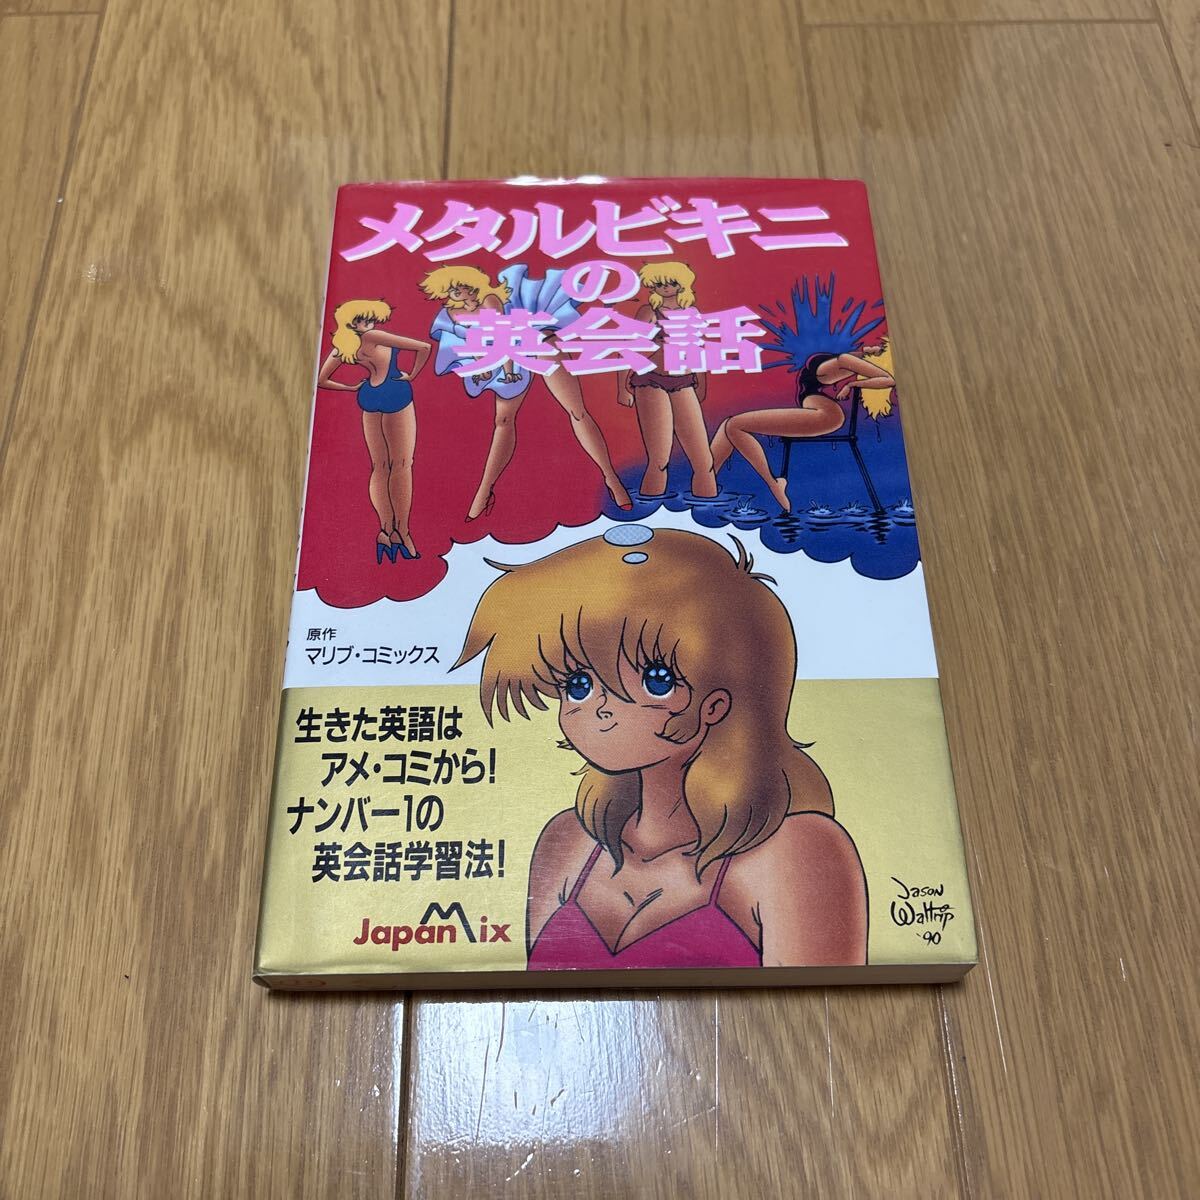 メタルビキニ
の
英会話
原作
マリブ・コミックス
生きた英語は
アメ・コミから!
ナンバー1の
英会話学習法!
JapanMix
Jason
Waltrip
'90